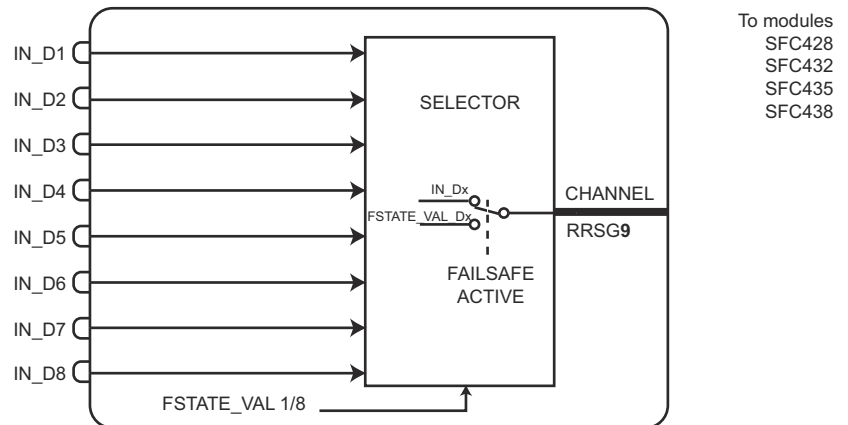 To modules
SFC428
SFC432
SFC435
SFC438
IN_D1
IN_D2
IN_D3
IN_D4
IN_D5
IN_D6
IN_D7
IN_D8
SELECTOR
IN_Dx
FSTATE_VAL_Dx
FAILSAFE
ACTIVE
CHANNEL
RRSG9
FSTATE_VAL 1/8